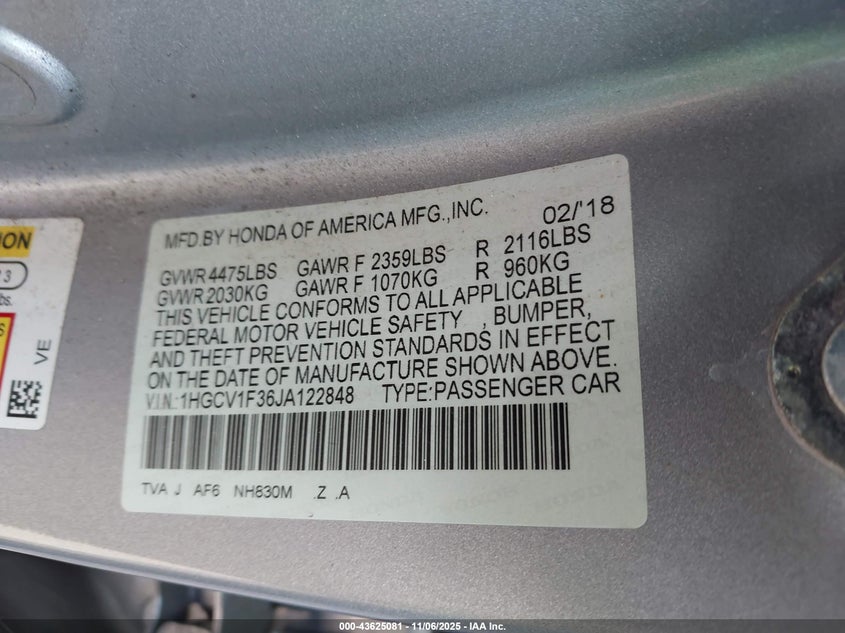 MFD.BY HONDA OF AMERICA MFG.,INC. 02/'18
GVWR 4475LBS GAWR F 2359LBS R 2116LBS
GVWR 2030KG GAWR F 1070KG R 960KG
THIS VEHICLE CONFORMS TO ALL APPLICABLE
FEDERAL MOTOR VEHICLE SAFETY , BUMPER,
AND THEFT PREVENTION STANDARDS IN EFFECT
ON THE DATE OF MANUFACTURE SHOWN ABOVE.
V.I.N.:1HGCV1F36JA122848 TYPE:PASSENGER CAR
TVA J AF6 NH830M .Z .A
VE
000-43625081 - 11/06/2025 - IAA Inc.